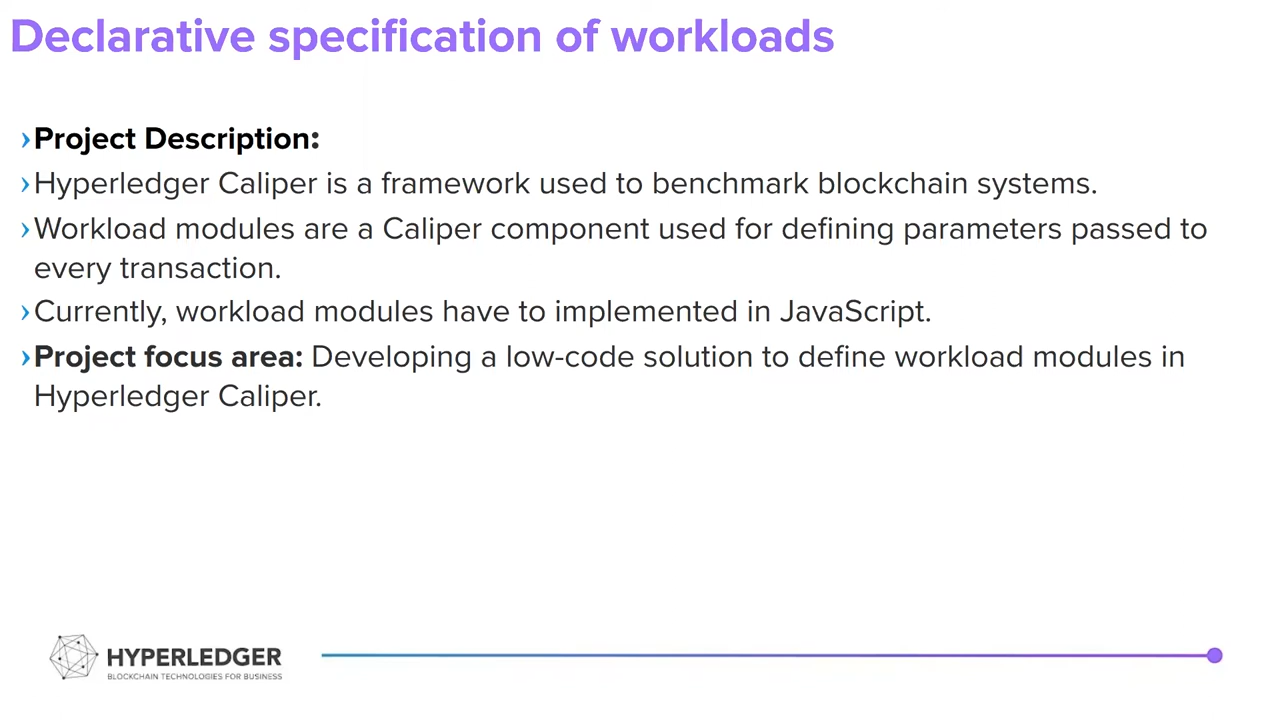 Declarative specification of workloads
›Project Description:
›Hyperledger Caliper is a framework used to benchmark blockchain systems.
›Workload modules are a Caliper component used for defining parameters passed to
every transaction.
›Currently, workload modules have to implemented in JavaScript.
›Project focus area: Developing a low-code solution to define workload modules in
Hyperledger Caliper.
HYPERLEDGER
BLOCKCHAIN TECHNOLOGIES FOR BUSINESS